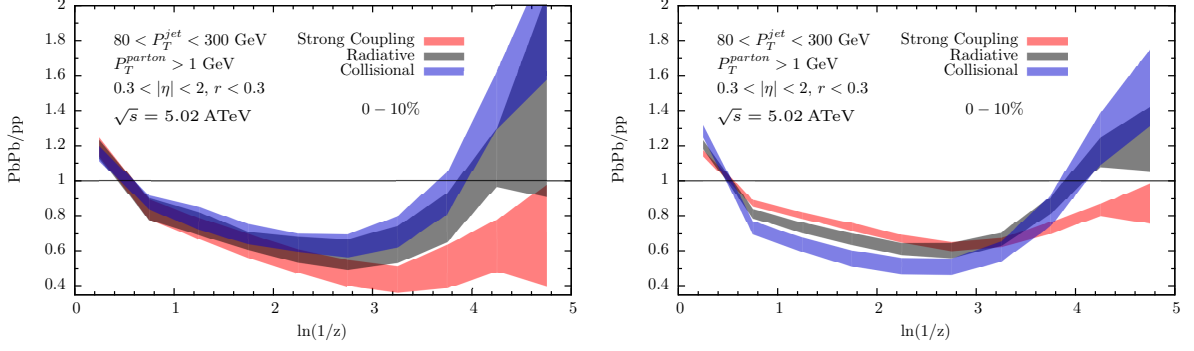 PbPb/pp
2
1.8
1.6
1.4
1.2
1
0.8
0.6
0.4
80 < P_T^{jet} < 300 GeV
P_T^{parton} > 1 GeV
0.3 < |η| < 2, r < 0.3
√s = 5.02 ATeV
Strong Coupling
Radiative
Collisional
0 − 10%
0 1 2 3 4 5
ln(1/z)
PbPb/pp
2
1.8
1.6
1.4
1.2
1
0.8
0.6
0.4
80 < P_T^{jet} < 300 GeV
P_T^{parton} > 1 GeV
0.3 < |η| < 2, r < 0.3
√s = 5.02 ATeV
Strong Coupling
Radiative
Collisional
0 − 10%
0 1 2 3 4 5
ln(1/z)